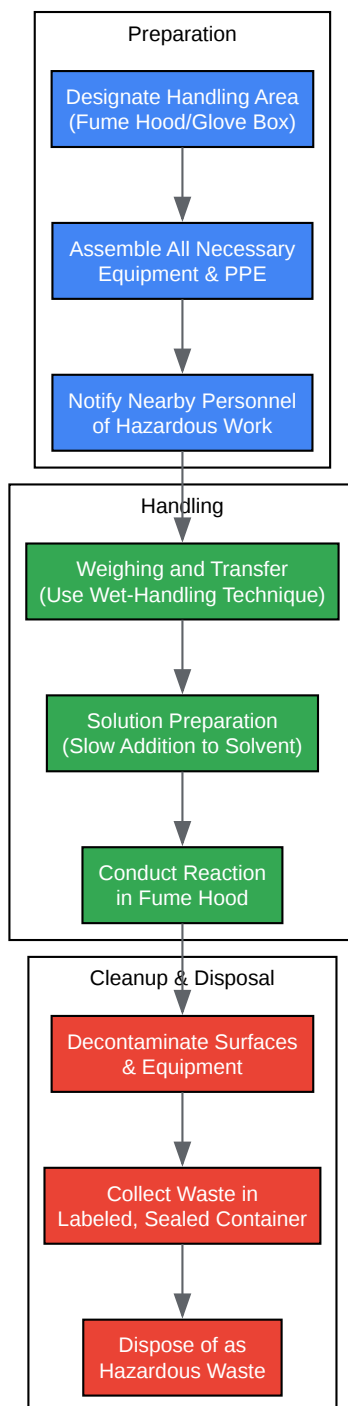 Preparation
Designate Handling Area
(Fume Hood/Glove Box)
Assemble All Necessary
Equipment & PPE
Notify Nearby Personnel
of Hazardous Work
Handling
Weighing and Transfer
(Use Wet-Handling Technique)
Solution Preparation
(Slow Addition to Solvent)
Conduct Reaction
in Fume Hood
Cleanup & Disposal
Decontaminate Surfaces
& Equipment
Collect Waste in
Labeled, Sealed Container
Dispose of as
Hazardous Waste